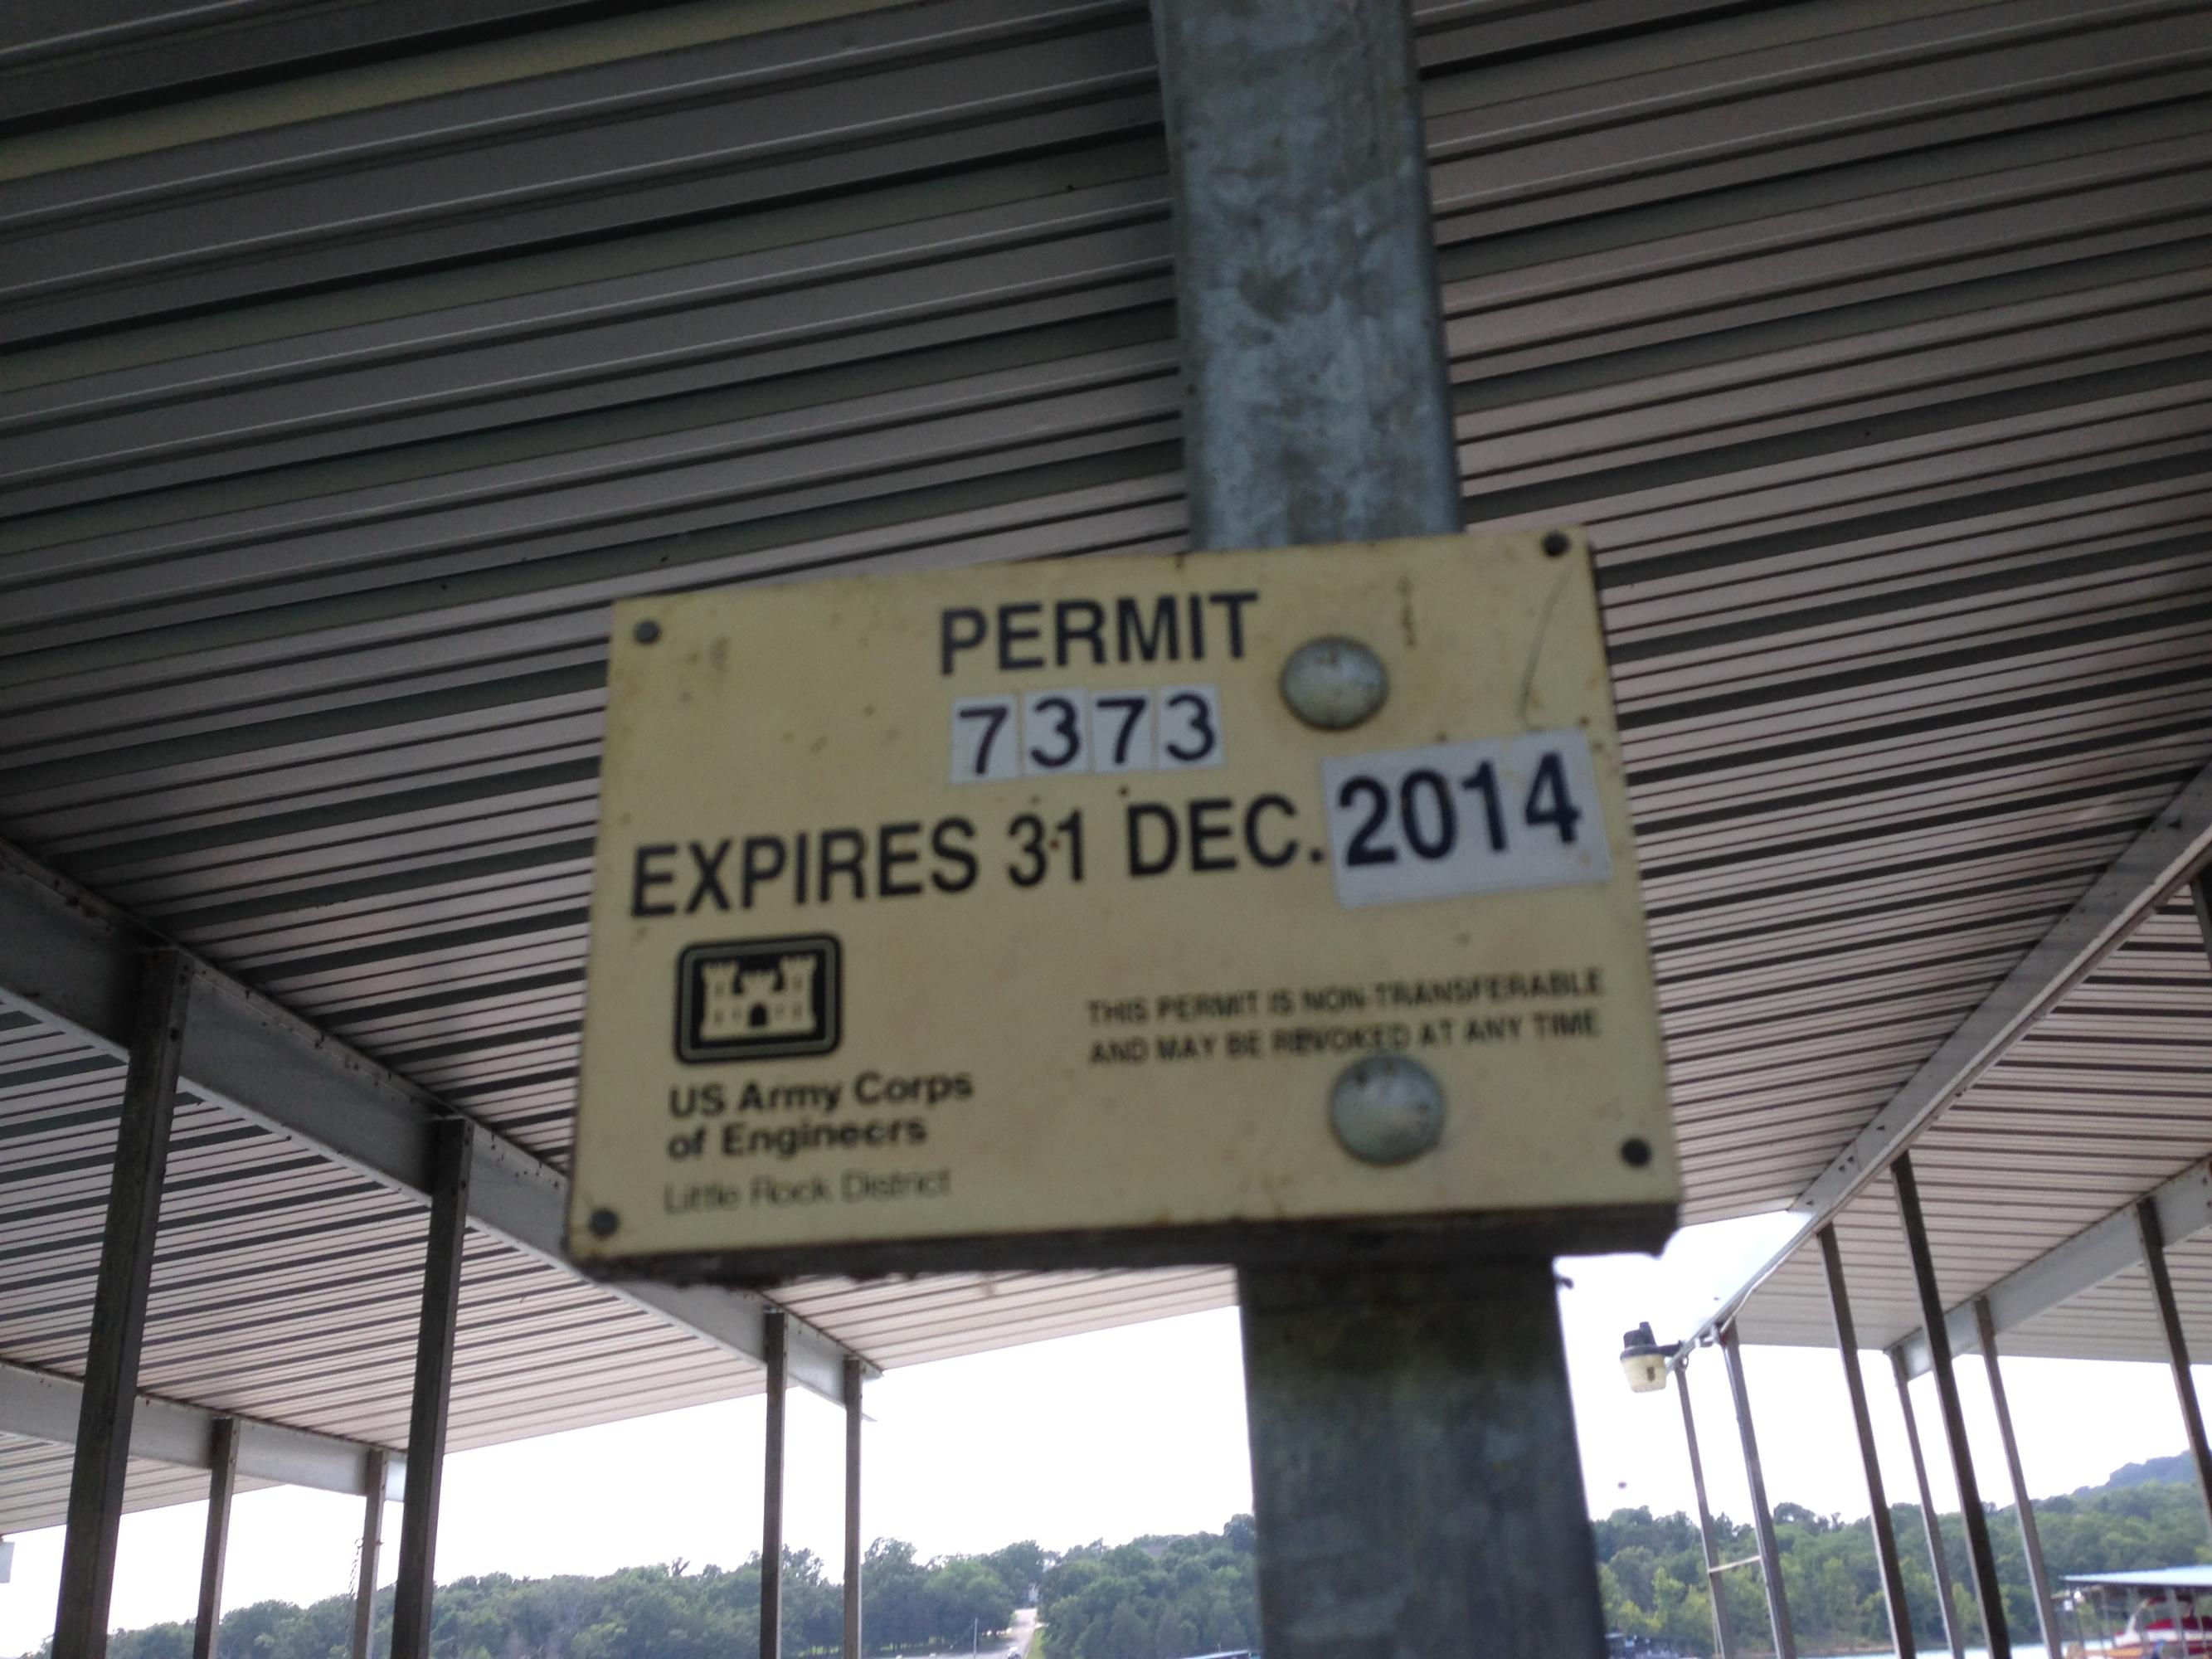 PERMIT
7373
EXPIRES 31 DEC. 2014
THIS PERMIT IS NON-TRANSFERABLE
AND MAY BE REVOKED AT ANY TIME
US Army Corps
of Engineers
Little Rock District